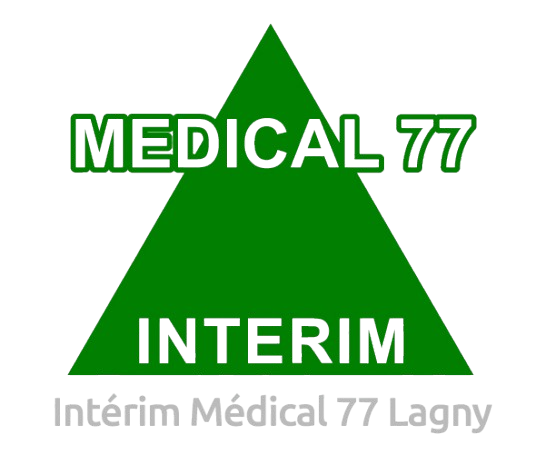 MEDICAL 77
INTERIM
Intérim Médical 77 Lagny